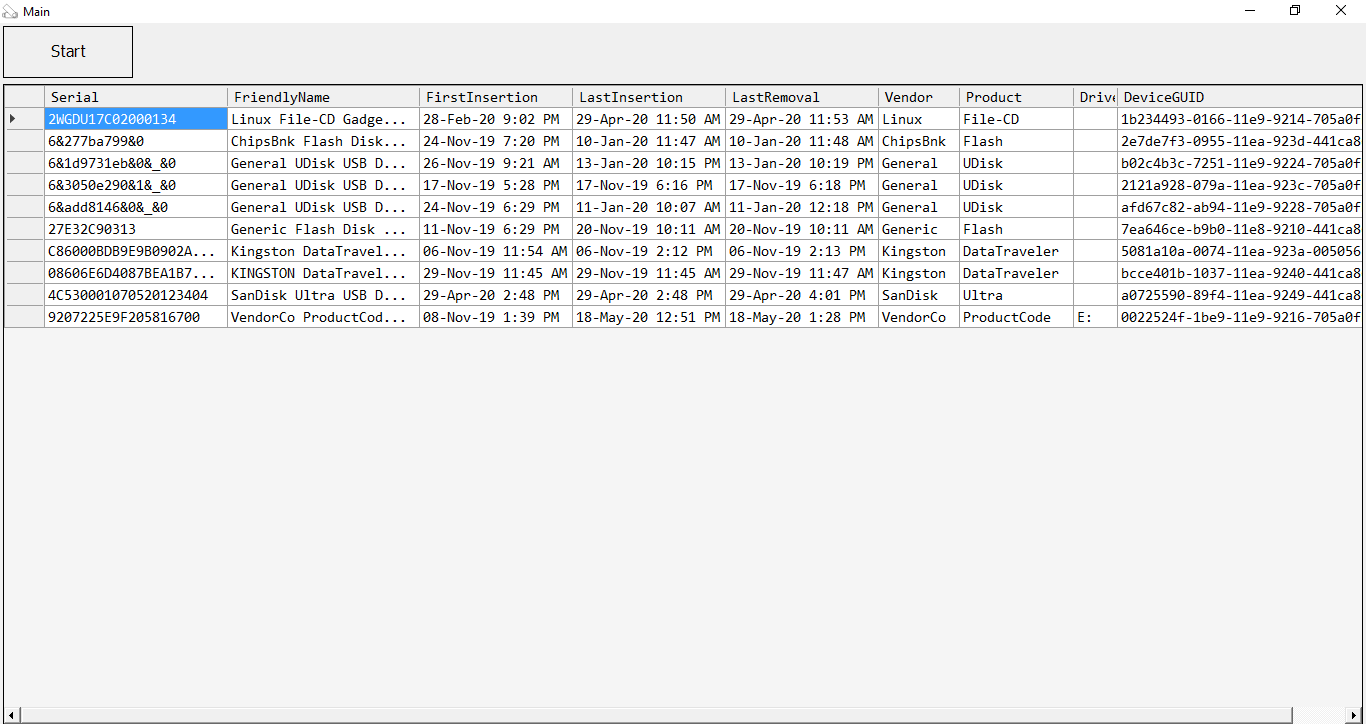 Main
Start
Serial FriendlyName FirstInsertion LastInsertion LastRemoval Vendor Product Drive DeviceGUID
2WGDU17C02000134 Linux File-CD Gadge... 28-Feb-20 9:02 PM 29-Apr-20 11:50 AM 29-Apr-20 11:53 AM Linux File-CD 1b234493-0166-11e9-9214-705a0f
6&277ba799&0 ChipsBnk Flash Disk... 24-Nov-19 7:20 PM 10-Jan-20 11:47 AM 10-Jan-20 11:48 AM ChipsBnk Flash 2e7de7f3-0955-11ea-923d-441ca8
6&1d9731eb&0&_&0 General UDisk USB D... 26-Nov-19 9:21 AM 13-Jan-20 10:15 PM 13-Jan-20 10:19 PM General UDisk b02c4b3c-7251-11e9-9224-705a0f
6&3050e290&1&_&0 General UDisk USB D... 17-Nov-19 5:28 PM 17-Nov-19 6:16 PM 17-Nov-19 6:18 PM General UDisk 2121a928-079a-11ea-923c-705a0f
6&add8146&0&_&0 General UDisk USB D... 24-Nov-19 6:29 PM 11-Jan-20 10:07 AM 11-Jan-20 12:18 PM General UDisk afd67c82-ab94-11e9-9228-705a0f
27E32C90313 Generic Flash Disk ... 11-Nov-19 6:29 PM 20-Nov-19 10:11 AM 20-Nov-19 10:11 AM Generic Flash 7ea646ce-b9b0-11e8-9210-441ca8
C86000BDB9E9B0902A... Kingston DataTravel... 06-Nov-19 11:54 AM 06-Nov-19 2:12 PM 06-Nov-19 2:13 PM Kingston DataTraveler 5081a10a-0074-11ea-923a-005056
08606E6D4087BEA1B7... KINGSTON DataTravel... 29-Nov-19 11:45 AM 29-Nov-19 11:45 AM 29-Nov-19 11:47 AM Kingston DataTraveler bcce401b-1037-11ea-9240-441ca8
4C530001070520123404 SanDisk Ultra USB D... 29-Apr-20 2:48 PM 29-Apr-20 2:48 PM 29-Apr-20 4:01 PM SanDisk Ultra a0725590-89f4-11ea-9249-441ca8
9207225E9F205816700 VendorCo ProductCod... 08-Nov-19 1:39 PM 18-May-20 12:51 PM 18-May-20 1:28 PM VendorCo ProductCode E: 0022524f-1be9-11e9-9216-705a0f